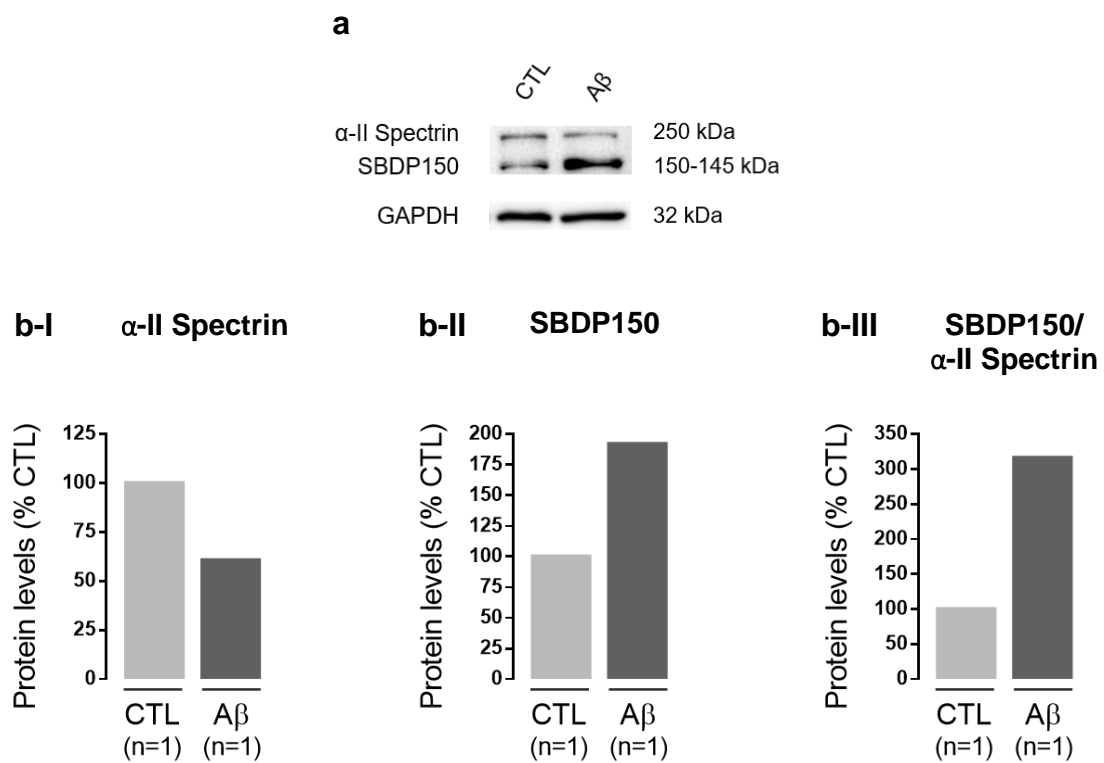 a
CTL Aβ
α-II Spectrin 250 kDa
SBDP150 150-145 kDa
GAPDH 32 kDa
b-I α-II Spectrin
Protein levels (% CTL)
125
100
75
50
25
0
CTL Aβ
(n=1) (n=1)
b-II SBDP150
Protein levels (% CTL)
200
175
150
125
100
75
50
25
0
CTL Aβ
(n=1) (n=1)
b-III SBDP150/
α-II Spectrin
Protein levels (% CTL)
350
300
250
200
150
100
50
0
CTL Aβ
(n=1) (n=1)